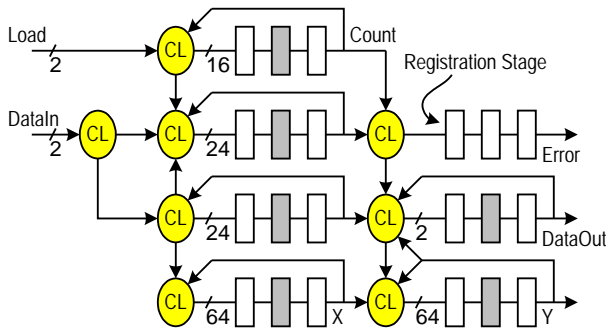 Load
2
CL
16
Count
Registration Stage
DataIn
2
CL
CL
24
CL
Error
CL
24
CL
2
DataOut
CL
64
X
CL
64
Y